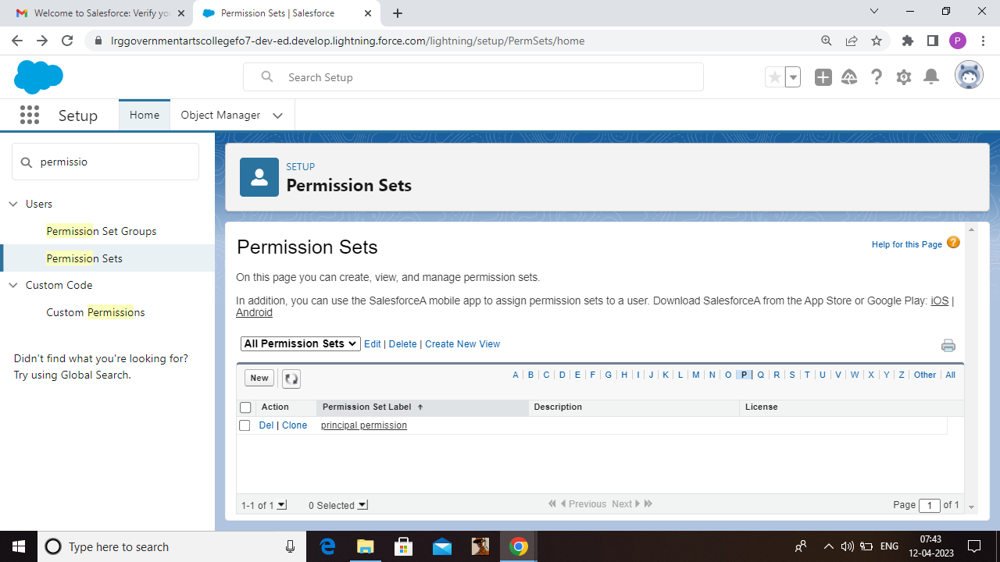 Welcome to Salesforce: Verify yo
Permission Sets | Salesforce
lrggovernmentartscollegefo7-dev-ed.develop.lightning.force.com/lightning/setup/PermSets/home
P
Search Setup
Setup
Home
Object Manager
permissio
Users
Permission Set Groups
Permission Sets
Custom Code
Custom Permissions
Didn't find what you're looking for?
Try using Global Search.
SETUP
Permission Sets
Permission Sets
Help for this Page ?
On this page you can create, view, and manage permission sets.
In addition, you can use the SalesforceA mobile app to assign permission sets to a user. Download SalesforceA from the App Store or Google Play: iOS |
Android
All Permission Sets Edit | Delete | Create New View
New
A | B | C | D | E | F | G | H | I | J | K | L | M | N | O | P | Q | R | S | T | U | V | W | X | Y | Z | Other | All
Action Permission Set Label Description License
Del | Clone principal permission
1-1 of 1 0 Selected Previous Next Page 1 of 1
Type here to search
ENG
07:43
12-04-2023